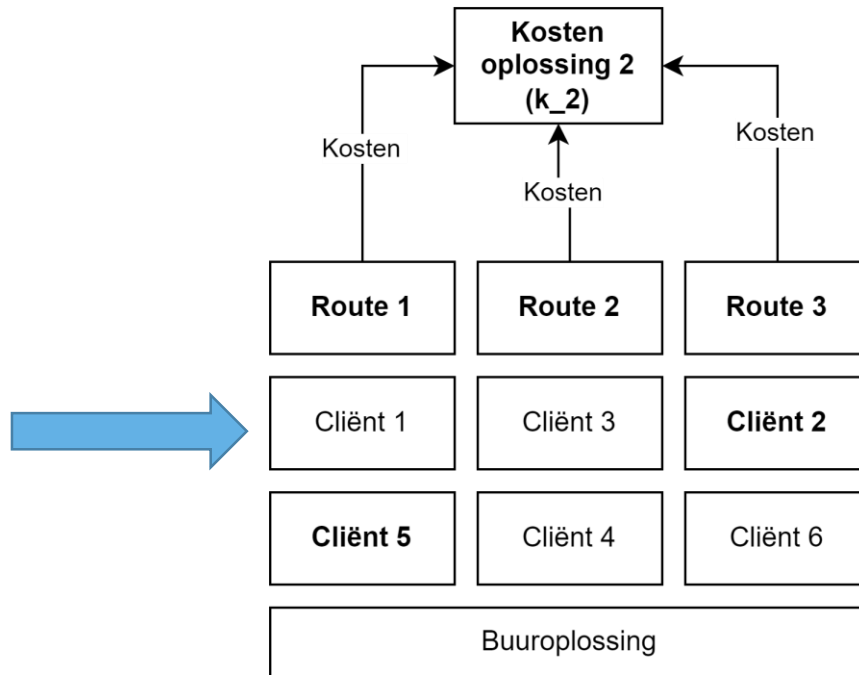 Kosten
oplossing 2
(k_2)
Kosten
Kosten
Kosten
Route 1
Route 2
Route 3
Cliënt 1
Cliënt 3
Cliënt 2
Cliënt 5
Cliënt 4
Cliënt 6
Buuroplossing